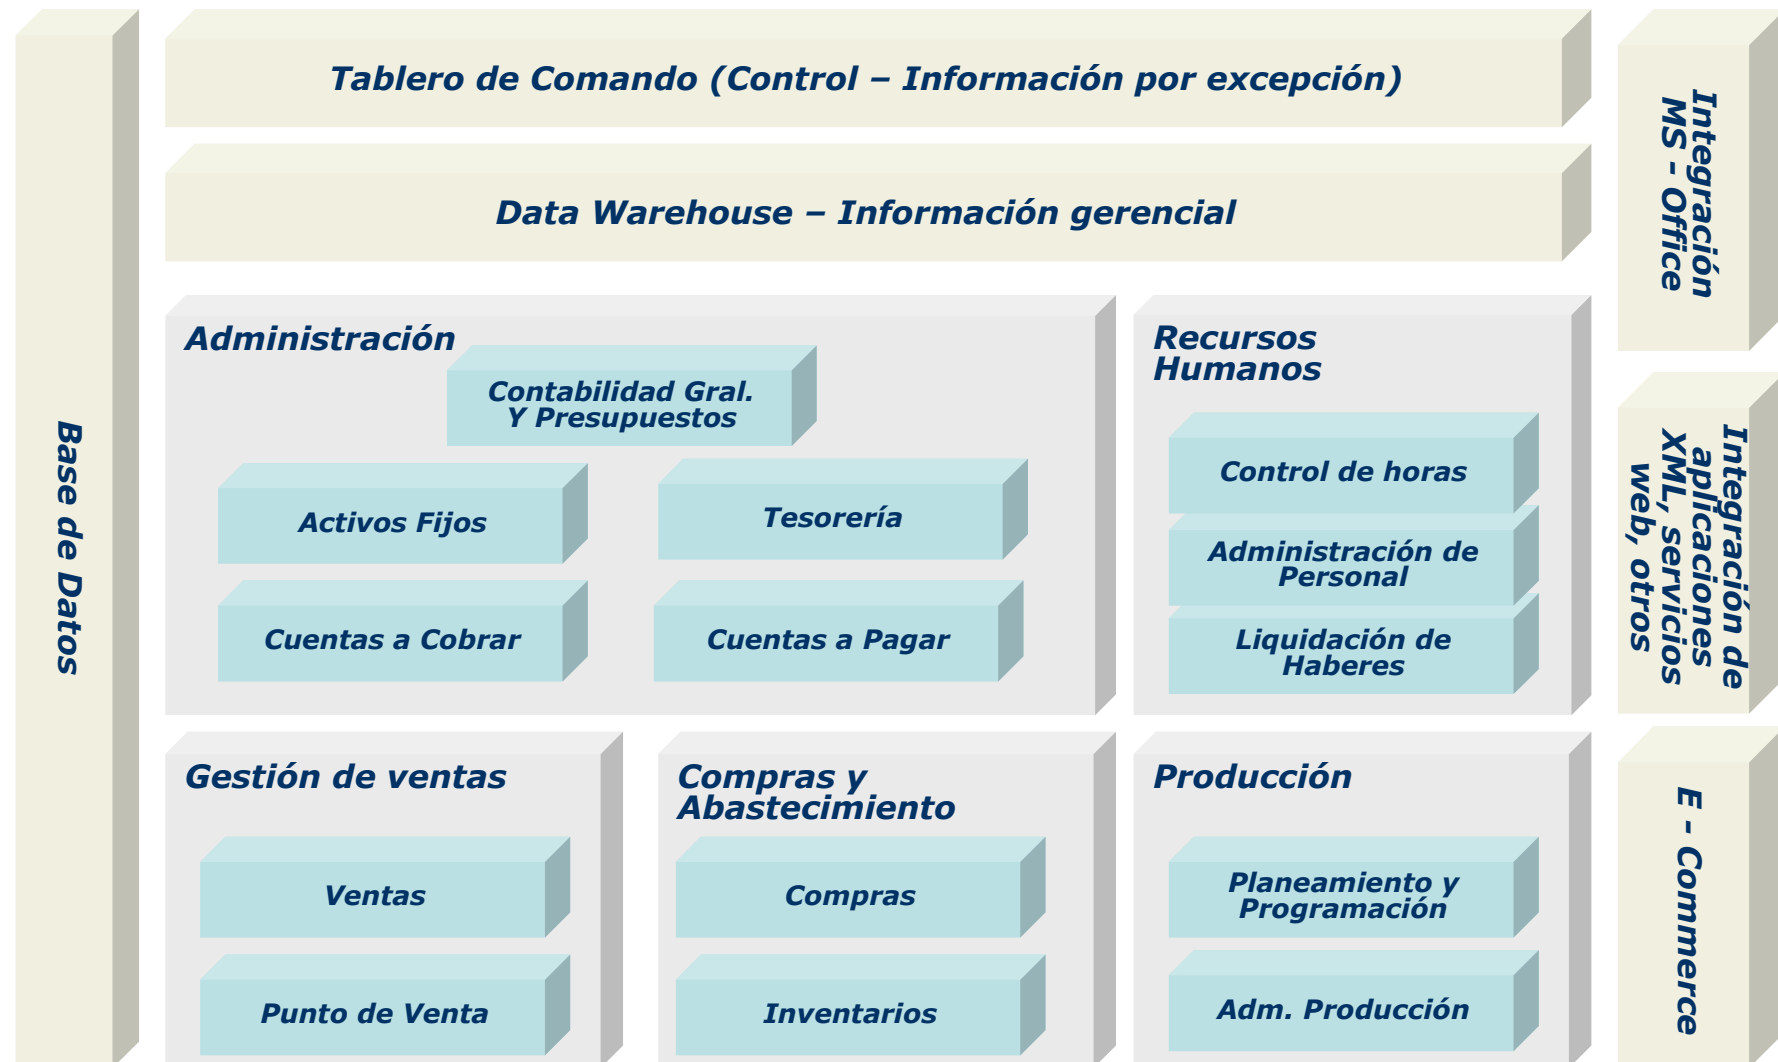 Tablero de Comando (Control – Información por excepción)
Data Warehouse – Información gerencial
Base de Datos
Administración
Contabilidad Gral.
Y Presupuestos
Activos Fijos
Tesorería
Cuentas a Cobrar
Cuentas a Pagar
Recursos
Humanos
Control de horas
Administración de
Personal
Liquidación de
Haberes
Gestión de ventas
Ventas
Punto de Venta
Compras y
Abastecimiento
Compras
Inventarios
Producción
Planeamiento y
Programación
Adm. Producción
Integración
MS - Office
Integración de
aplicaciones
XML, servicios
web, otros
E - Commerce